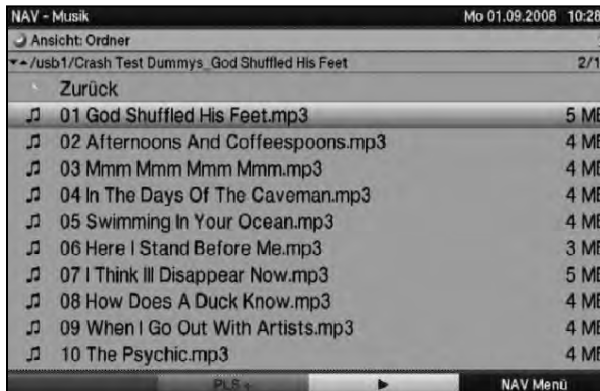 NAV - Musik Mo 01.09.2008 10:28
Ansicht: Ordner
/usb1/Crash Test Dummys_God Shuffled His Feet 2/1
Zurück
01 God Shuffled His Feet.mp3 5 MB
02 Afternoons And Coffeespoons.mp3 4 MB
03 Mmm Mmm Mmm Mmm.mp3 4 MB
04 In The Days Of The Caveman.mp3 4 MB
05 Swimming In Your Ocean.mp3 4 MB
06 Here I Stand Before Me.mp3 3 MB
07 I Think Ill Disappear Now.mp3 5 MB
08 How Does A Duck Know.mp3 4 MB
09 When I Go Out With Artists.mp3 4 MB
10 The Psychic.mp3 4 MB
PLS + NAV Menü